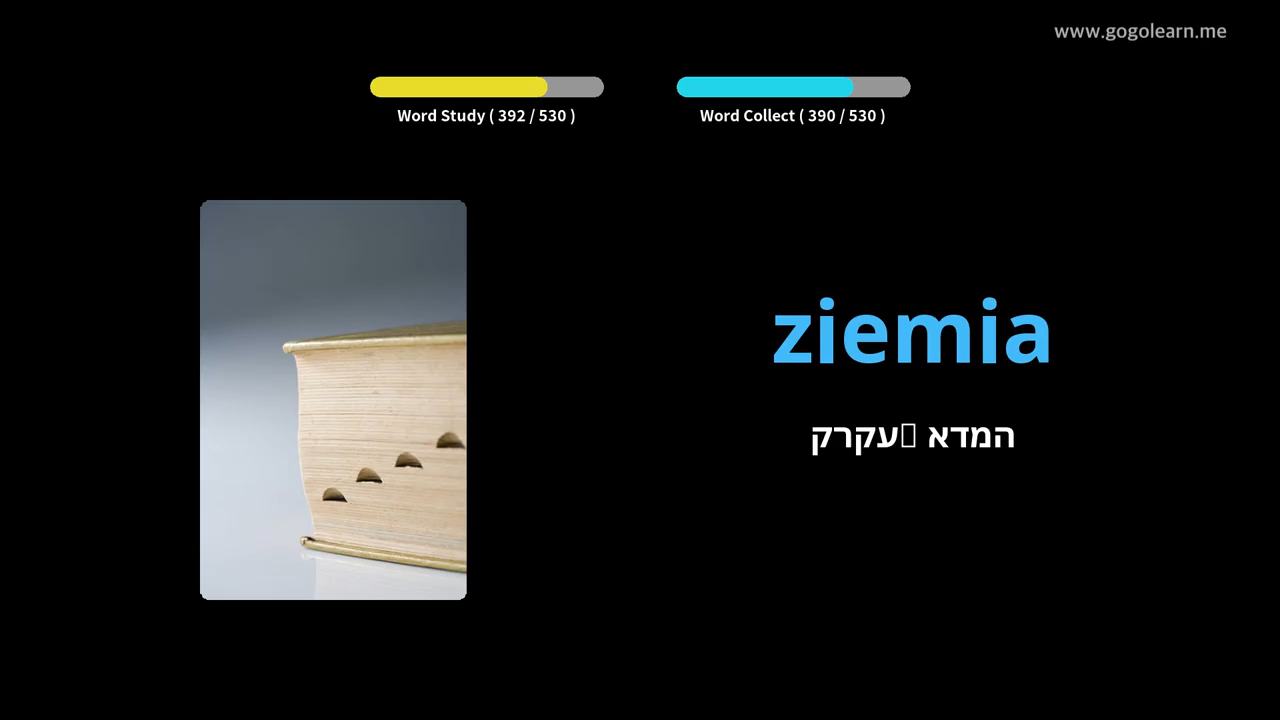 www.gogolearn.me
Word Study ( 392 / 530 )
Word Collect ( 390 / 530 )
ziemia
המדא עקרק